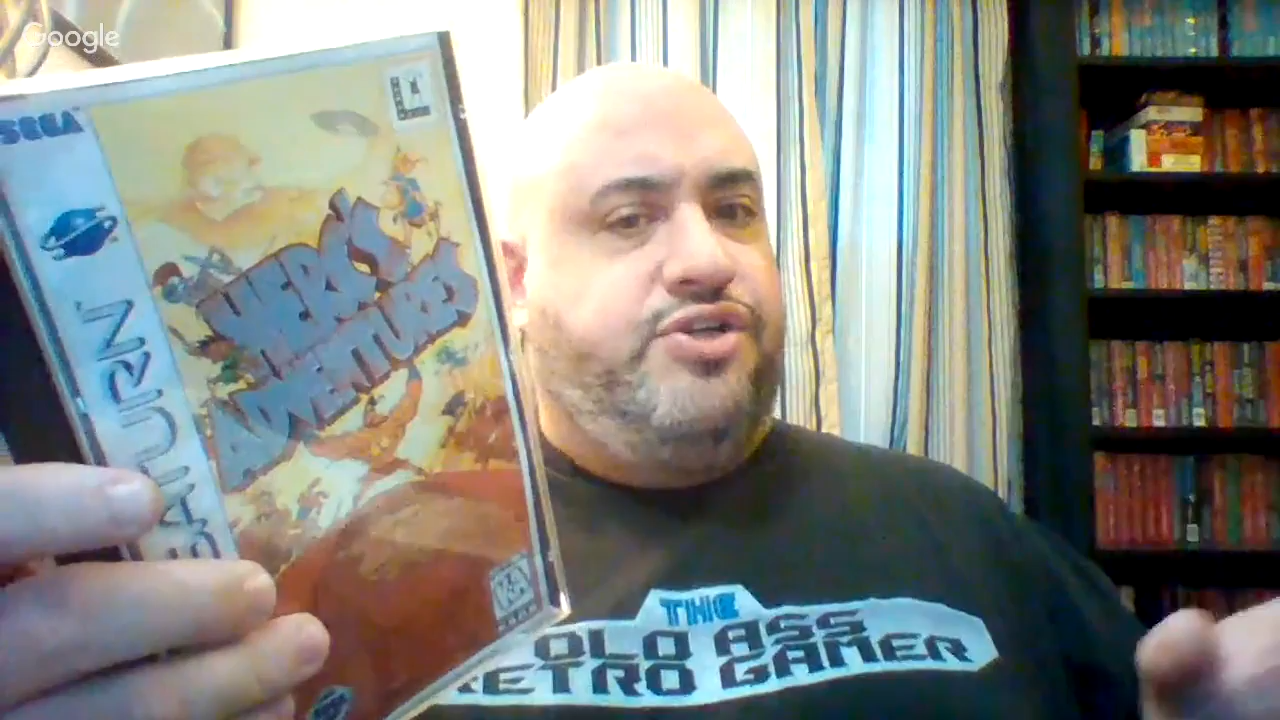 Google
SEGA
SATURN
HERC'S
ADVENTURES
THE
OLD ASS
RETRO GAMER